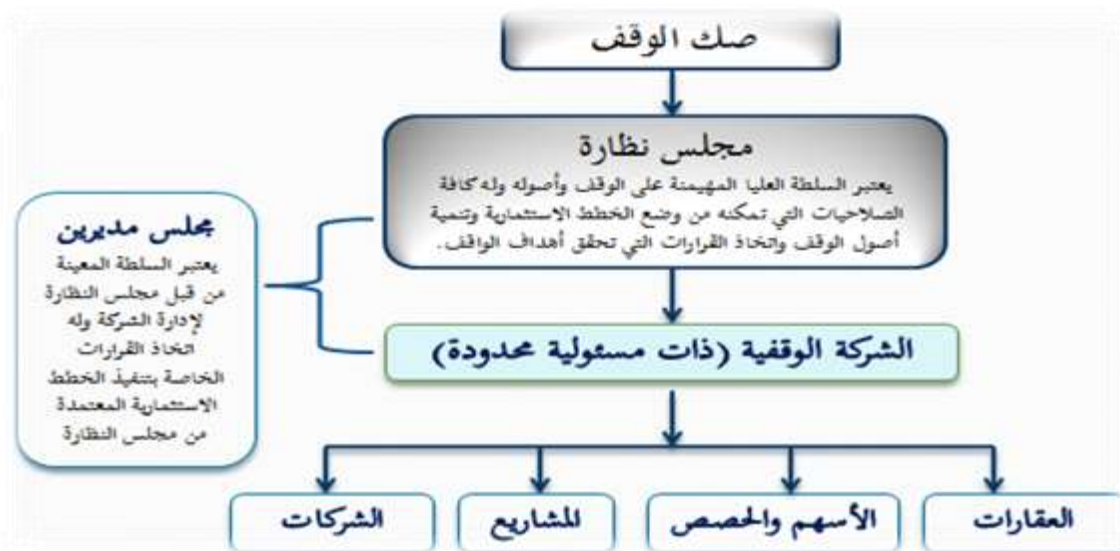 صك الوقف
مجلس نظارة
يعتبر السلطة العليا المهيمنة على الوقف وأصوله وله كافة
الصلاحيات التي تمكنه من وضع الخطط الاستثمارية وتنمية
أصول الوقف واتخاذ القرارات التي تحقق أهداف الواقف.
مجلس مديرين
يعتبر السلطة المعينة
من قبل مجلس النظارة
لإدارة الشركة وله
اتخاذ القرارات
الخاصة بتنفيذ الخطط
الاستثمارية المعتمدة
من مجلس النظارة
الشركة الوقفية (ذات مسئولية محدودة)
العقارات
الأسهم والحصص
المشاريع
الشركات